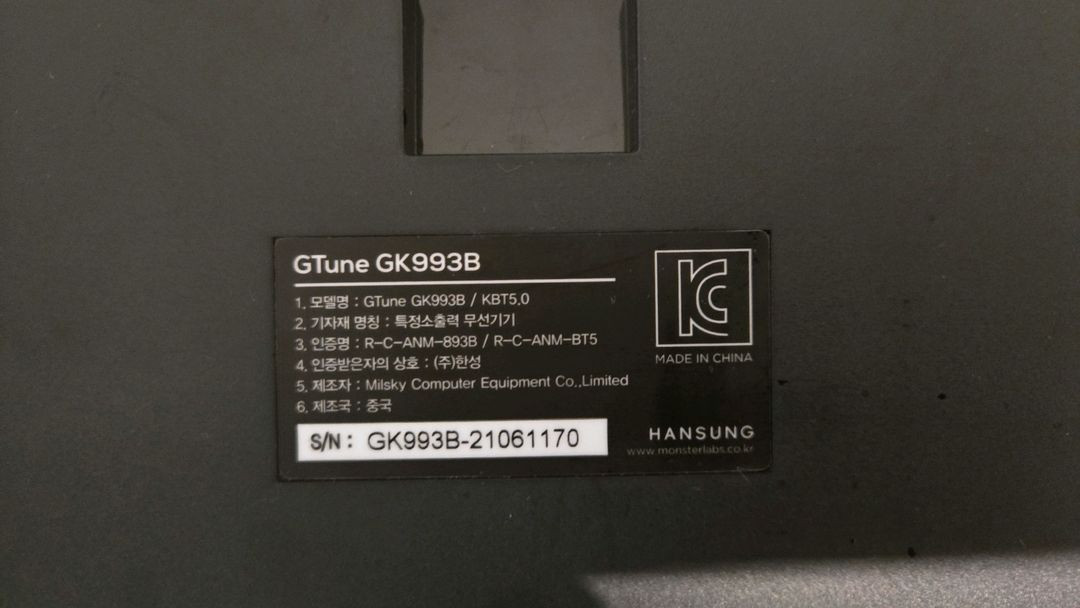 GTune GK993B
1. 모델명 : GTune GK993B / KBT5.0
2. 기자재 명칭 : 특정소출력 무선기기
3. 인증명 : R-C-ANM-893B / R-C-ANM-BT5
4. 인증받은자의 상호 : (주)한성
5. 제조자 : Milsky Computer Equipment Co.,Limited
6. 제조국 : 중국
S/N : GK993B-21061170
KC
MADE IN CHINA
HANSUNG
www.monsterlabs.co.kr